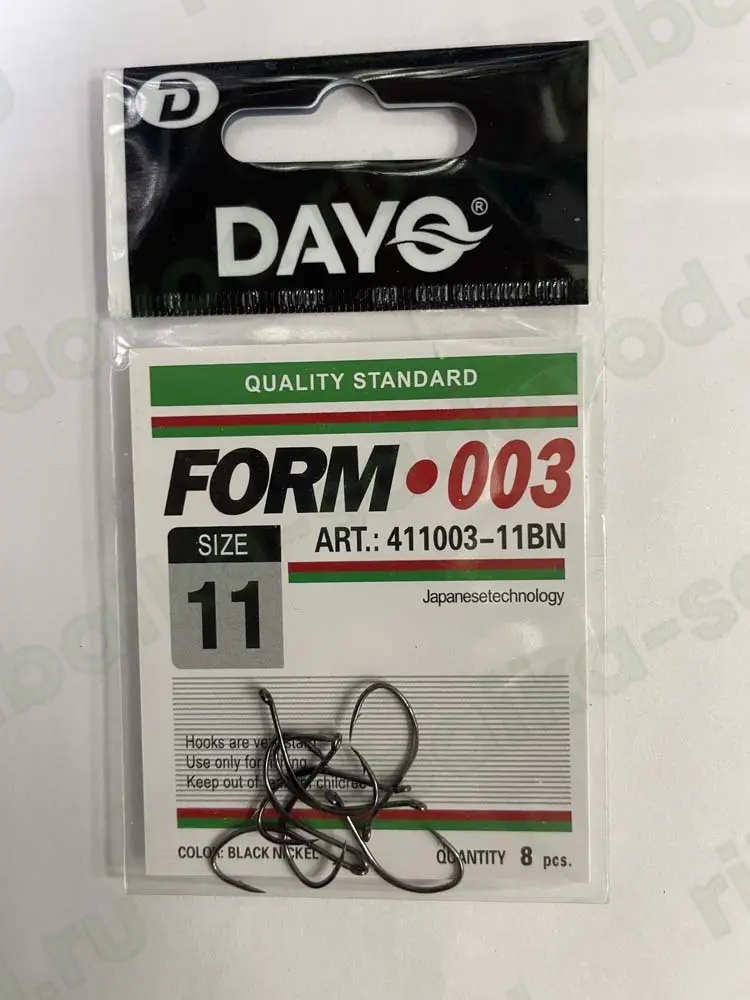 D
DAYO®
QUALITY STANDARD
FORM•003
SIZE
ART.: 411003-11BN
11
Japanesetechnology
Hooks are
Use only for
Keep out of
COLOR: BLACK NICKEL
QUANTITY 8 pcs.